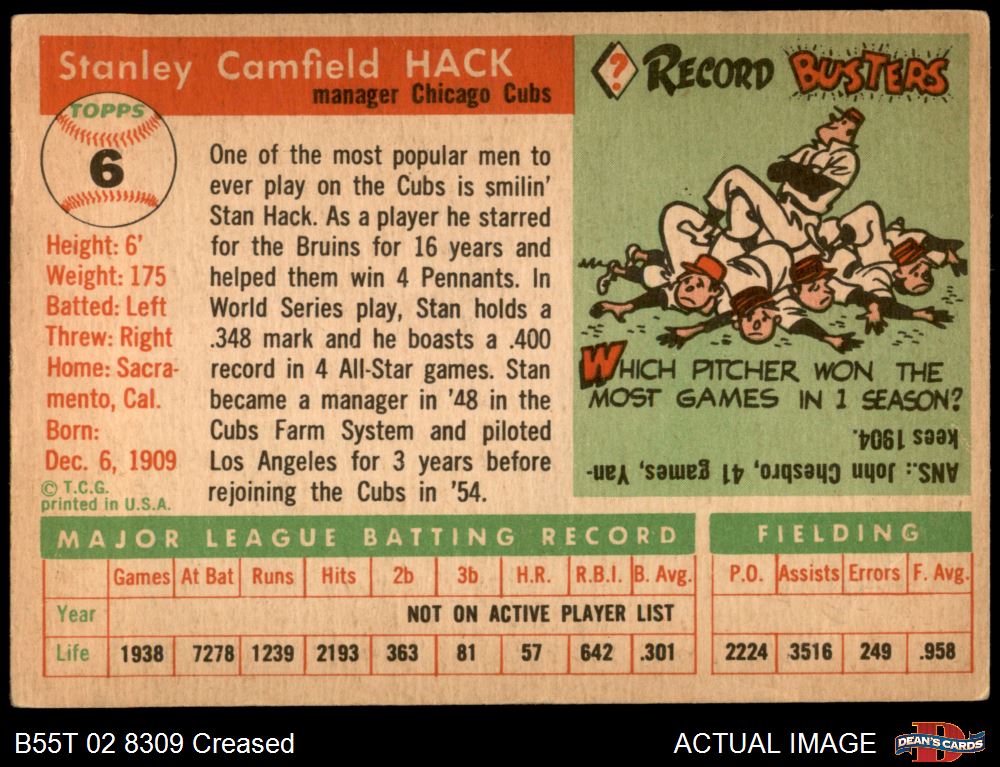 Stanley Camfield HACK
manager Chicago Cubs
TOPPS
6
Height: 6'
Weight: 175
Batted: Left
Threw: Right
Home: Sacra-
mento, Cal.
Born:
Dec. 6, 1909
© T.C.G.
printed in U.S.A.
One of the most popular men to
ever play on the Cubs is smilin'
Stan Hack. As a player he starred
for the Bruins for 16 years and
helped them win 4 Pennants. In
World Series play, Stan holds a
.348 mark and he boasts a .400
record in 4 All-Star games. Stan
became a manager in '48 in the
Cubs Farm System and piloted
Los Angeles for 3 years before
rejoining the Cubs in '54.
? RECORD BUSTERS
WHICH PITCHER WON THE
MOST GAMES IN 1 SEASON?
ANS.: John Chesbro, 41 games, Yan-
kees 1904.
MAJOR LEAGUE BATTING RECORD
Games At Bat Runs Hits 2b 3b H.R. R.B.I. B. Avg.
Year NOT ON ACTIVE PLAYER LIST
Life 1938 7278 1239 2193 363 81 57 642 .301
FIELDING
P.O. Assists Errors F. Avg.
2224 3516 249 .958
B55T 02 8309 Creased
ACTUAL IMAGE
D
DEAN'S CARDS